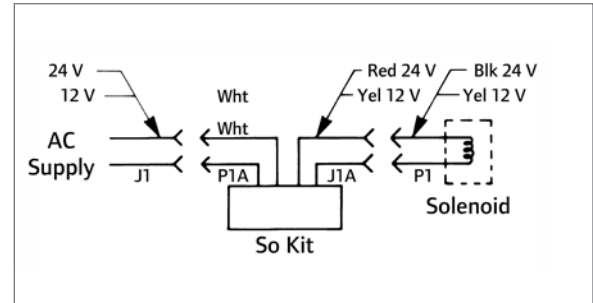 24 V
12 V
Wht
Wht
Red 24 V
Yel 12 V
Blk 24 V
Yel 12 V
AC
Supply
J1
P1A
J1A
P1
Solenoid
So Kit